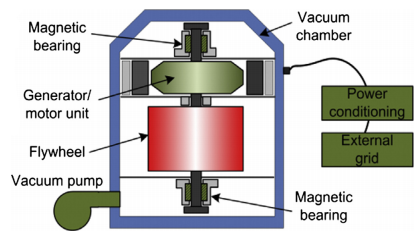 Magnetic
bearing
Vacuum
chamber
Generator/
motor unit
Power
conditioning
Flywheel
External
grid
Vacuum pump
Magnetic
bearing